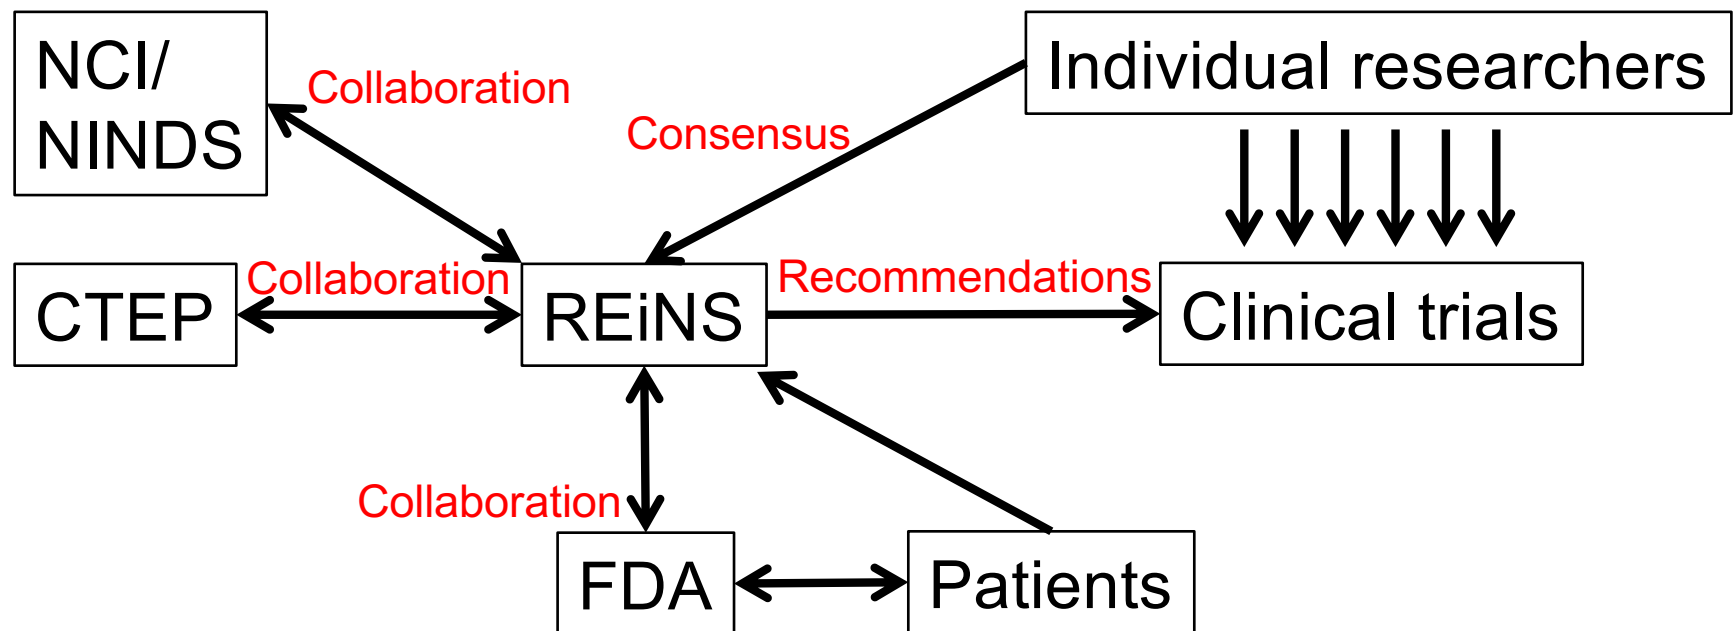 NCI/
NINDS
Collaboration
Consensus
Individual researchers
CTEP
Collaboration
REiNS
Recommendations
Clinical trials
Collaboration
FDA
Patients